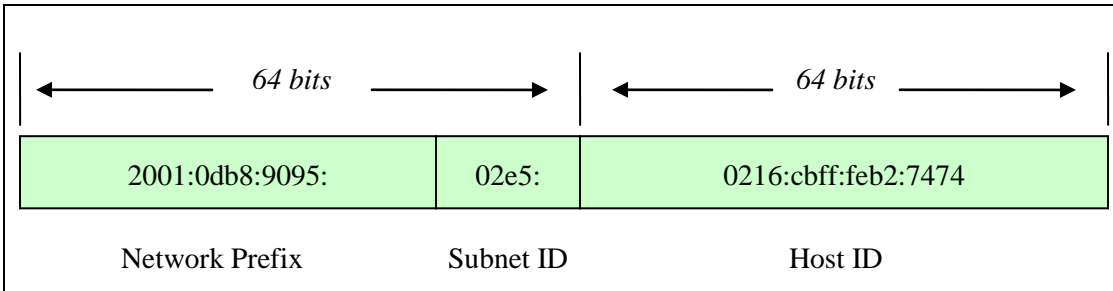 64 bits 64 bits
2001:0db8:9095: 02e5: 0216:cbff:feb2:7474
Network Prefix Subnet ID Host ID